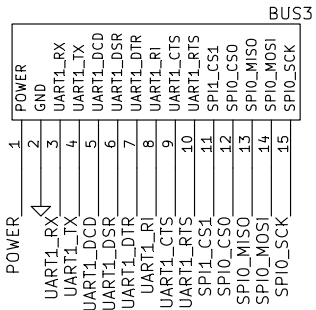 BUS3
POWER
GND
UART1_RX
UART1_TX
UART1_DCD
UART1_DSR
UART1_DTR
UART1_RI
UART1_CTS
UART1_RTS
SPI1_CS1
SPI0_CS0
SPI0_MISO
SPI0_MOSI
SPI0_SCK
1
2
3
4
5
6
7
8
9
10
11
12
13
14
15
POWER
UART1_RX
UART1_TX
UART1_DCD
UART1_DSR
UART1_DTR
UART1_RI
UART1_CTS
UART1_RTS
SPI1_CS1
SPI0_CS0
SPI0_MISO
SPI0_MOSI
SPI0_SCK